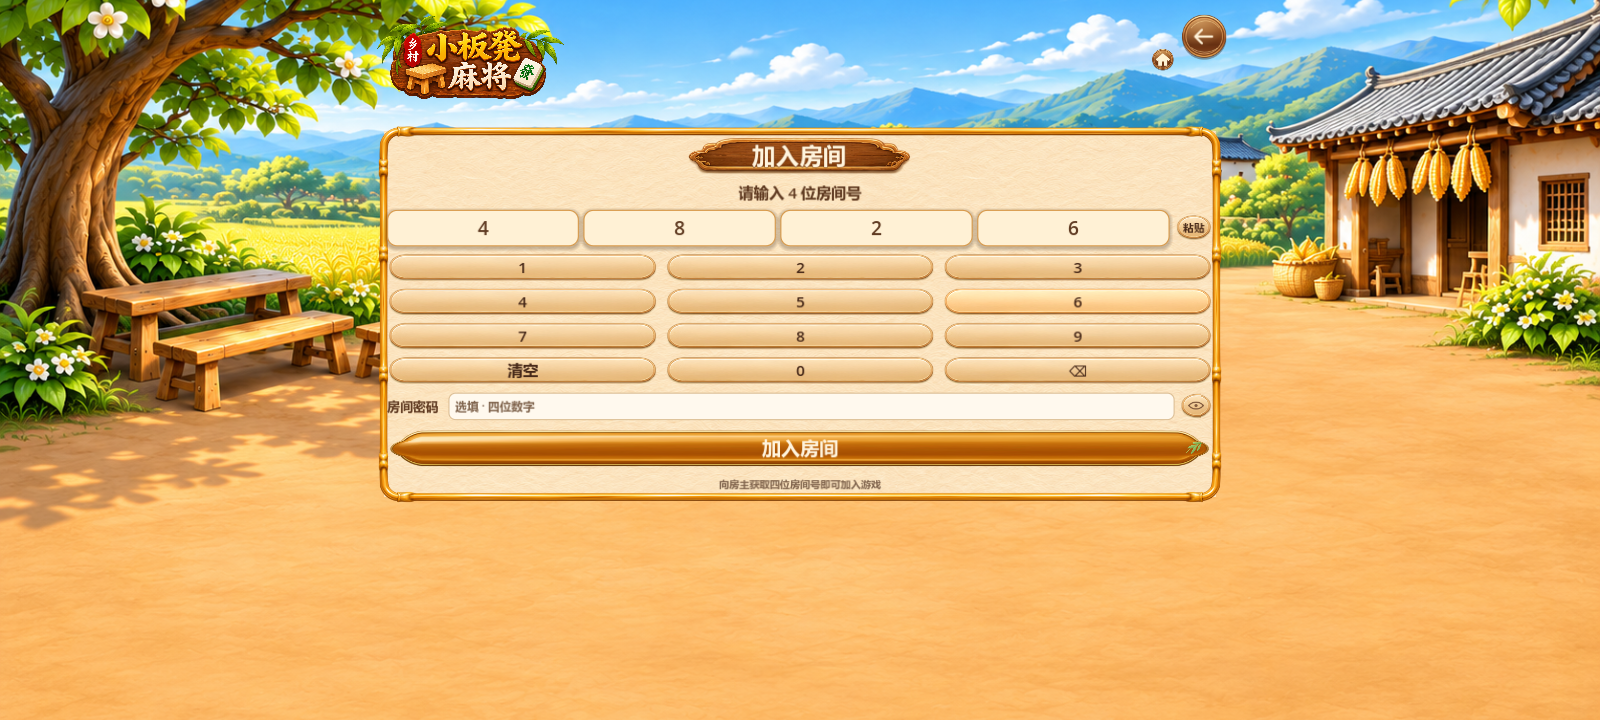 乡村
小板凳
麻将
發
加入房间
请输入 4 位房间号
4 8 2 6 粘贴
1 2 3
4 5 6
7 8 9
清空 0 ⌫
房间密码 选填 · 四位数字
加入房间
向房主获取四位房间号即可加入游戏